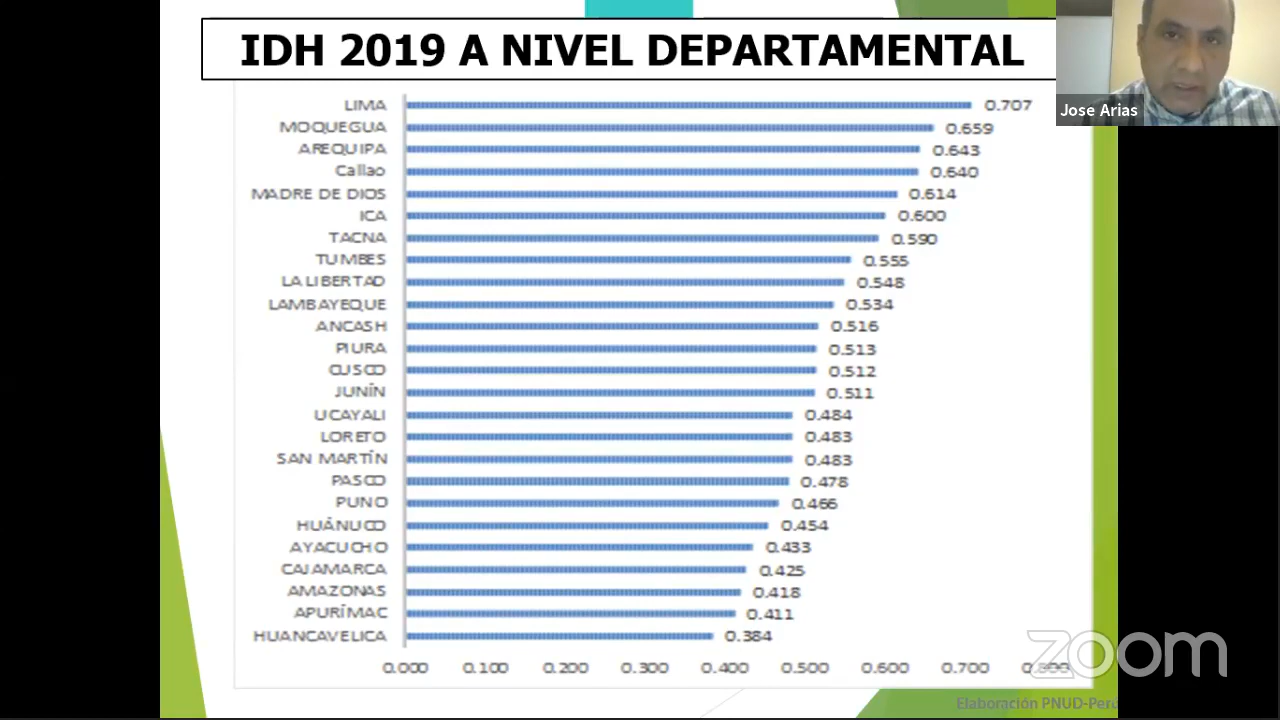 IDH 2019 A NIVEL DEPARTAMENTAL
Jose Arias
LIMA 0.707
MOQUEGUA 0.659
AREQUIPA 0.643
Callao 0.640
MADRE DE DIOS 0.614
ICA 0.600
TACNA 0.590
TUMBES 0.555
LA LIBERTAD 0.548
LAMBAYEQUE 0.534
ANCASH 0.516
PIURA 0.513
CUSCO 0.512
JUNÍN 0.511
UCAYALI 0.484
LORETO 0.483
SAN MARTÍN 0.483
PASCO 0.478
PUNO 0.466
HUÁNUCO 0.454
AYACUCHO 0.433
CAJAMARCA 0.425
AMAZONAS 0.418
APURÍMAC 0.411
HUANCAVELICA 0.384
0.000 0.100 0.200 0.300 0.400 0.500 0.600 0.700 0.800
zoom
Elaboración PNUD-Perú